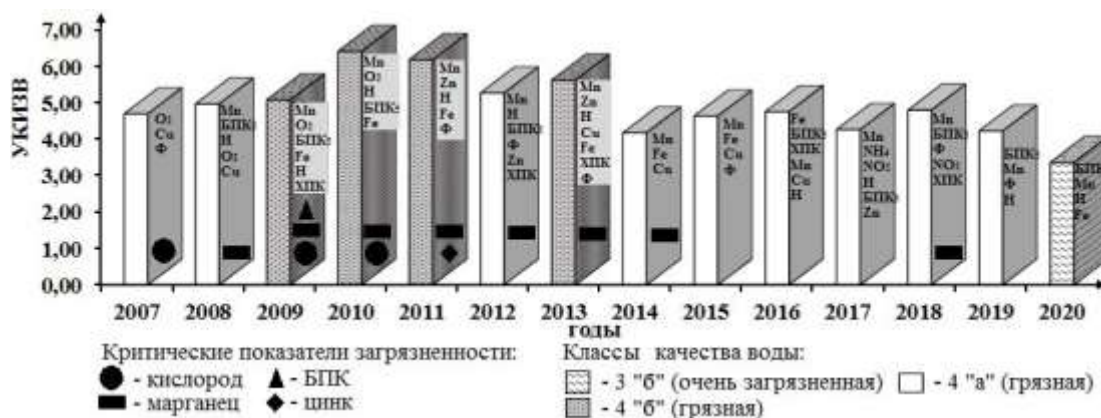 УКИЗВ
7,00
6,00
5,00
4,00
3,00
2,00
1,00
0,00
O₂
Cu
Ф
Mn
БПК₅
Н
O₂
Cu
Mn
O₂
БПК₅
Fe
Н
ХПК
Mn
O₂
Н
БПК₅
Fe
Mn
Zn
Н
Fe
Ф
Mn
Н
БПК₅
Ф
Zn
ХПК
Mn
Zn
Н
Cu
Fe
ХПК
Ф
Mn
Fe
Cu
Mn
Fe
Cu
Ф
Fe
БПК₅
ХПК
Mn
Cu
Н
Mn
NH₄
NO₂
Н
БПК₅
Zn
Mn
БПК₅
Ф
NO₂
ХПК
БПК₅
Mn
Ф
Н
БПК₅
Mn
Н
Fe
2007 2008 2009 2010 2011 2012 2013 2014 2015 2016 2017 2018 2019 2020
годы
Критические показатели загрязненности:
- кислород - БПК
- марганец - цинк
Классы качества воды:
- 3 "б" (очень загрязненная) - 4 "а" (грязная)
- 4 "б" (грязная)